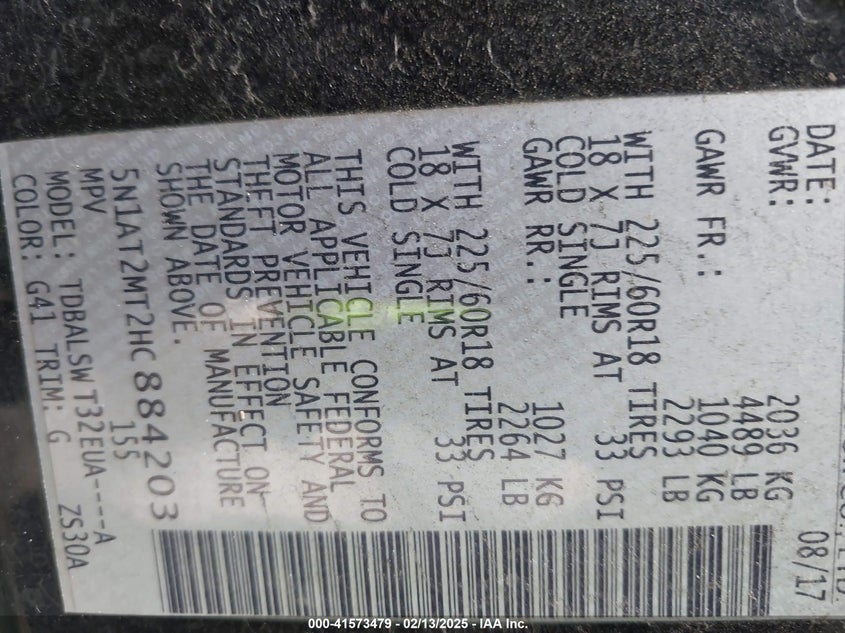 CO.,LTD.
DATE: 08/17
GVWR: 2036 KG
4489 LB
GAWR FR.: 1040 KG
2293 LB
WITH 225/60R18 TIRES
18 X 7J RIMS AT 33 PSI
COLD SINGLE
GAWR RR.: 1027 KG
2264 LB
WITH 225/60R18 TIRES
18 X 7J RIMS AT 33 PSI
COLD SINGLE
THIS VEHICLE CONFORMS TO
ALL APPLICABLE FEDERAL
MOTOR VEHICLE SAFETY AND
THEFT PREVENTION
STANDARDS IN EFFECT ON
THE DATE OF MANUFACTURE
SHOWN ABOVE.
5N1AT2MT2HC884203
MPV 155
MODEL: TDBALSW T32EUA----A
COLOR: G41 TRIM: G ZS30A
000-41573479 - 02/13/2025 - IAA Inc.